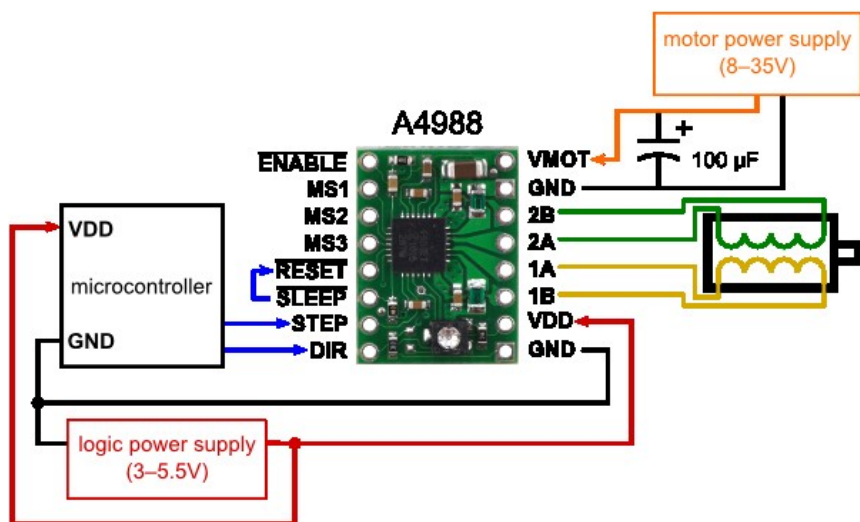 motor power supply
(8–35V)
A4988
ENABLE
MS1
MS2
MS3
RESET
SLEEP
STEP
DIR
VMOT
GND
2B
2A
1A
1B
VDD
GND
+
100 µF
VDD
microcontroller
GND
logic power supply
(3–5.5V)